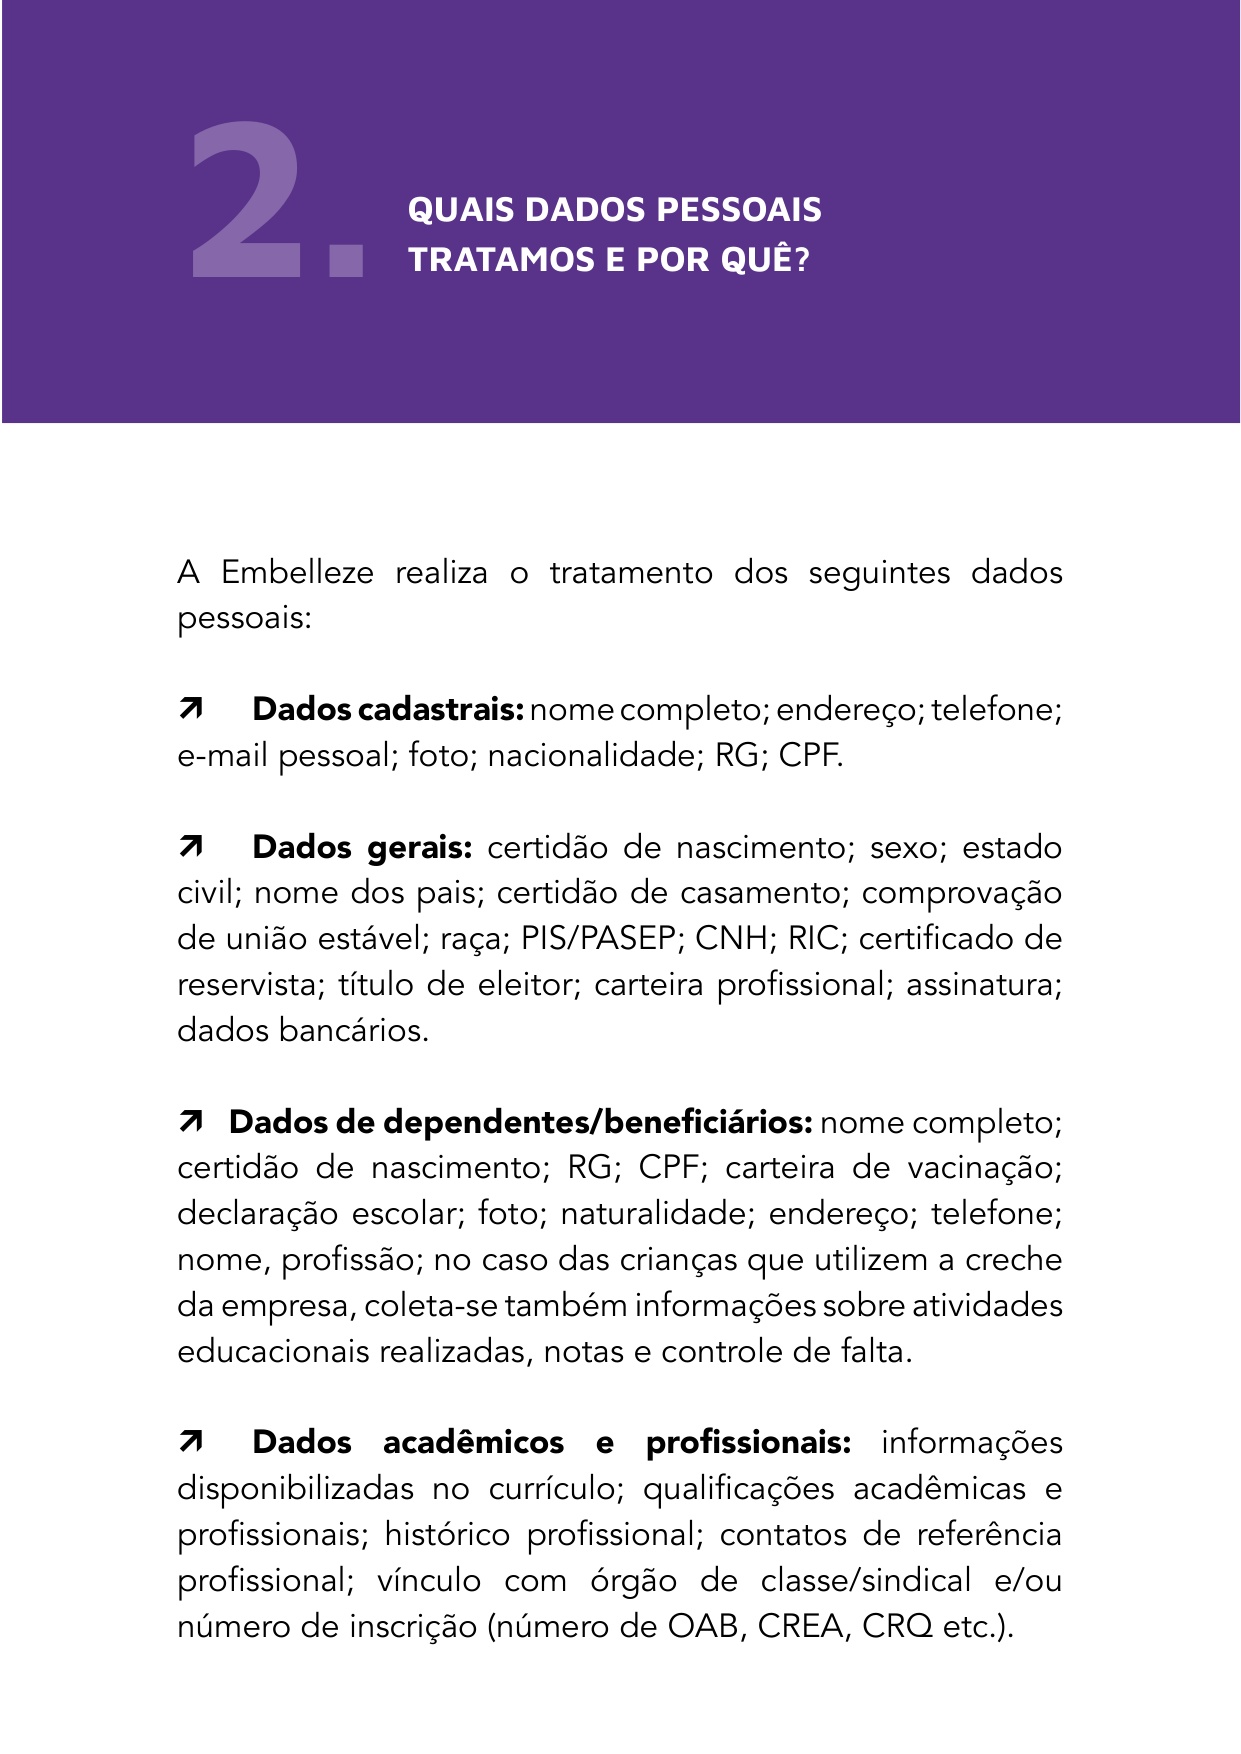 2.
QUAIS DADOS PESSOAIS
TRATAMOS E POR QUÊ?
A Embelleze realiza o tratamento dos seguintes dados
pessoais:
Dados cadastrais: nome completo; endereço; telefone;
e-mail pessoal; foto; nacionalidade; RG; CPF.
Dados gerais: certidão de nascimento; sexo; estado
civil; nome dos pais; certidão de casamento; comprovação
de união estável; raça; PIS/PASEP; CNH; RIC; certificado de
reservista; título de eleitor; carteira profissional; assinatura;
dados bancários.
Dados de dependentes/beneficiários: nome completo;
certidão de nascimento; RG; CPF; carteira de vacinação;
declaração escolar; foto; naturalidade; endereço; telefone;
nome, profissão; no caso das crianças que utilizem a creche
da empresa, coleta-se também informações sobre atividades
educacionais realizadas, notas e controle de falta.
Dados acadêmicos e profissionais: informações
disponibilizadas no currículo; qualificações acadêmicas e
profissionais; histórico profissional; contatos de referência
profissional; vínculo com órgão de classe/sindical e/ou
número de inscrição (número de OAB, CREA, CRQ etc.).